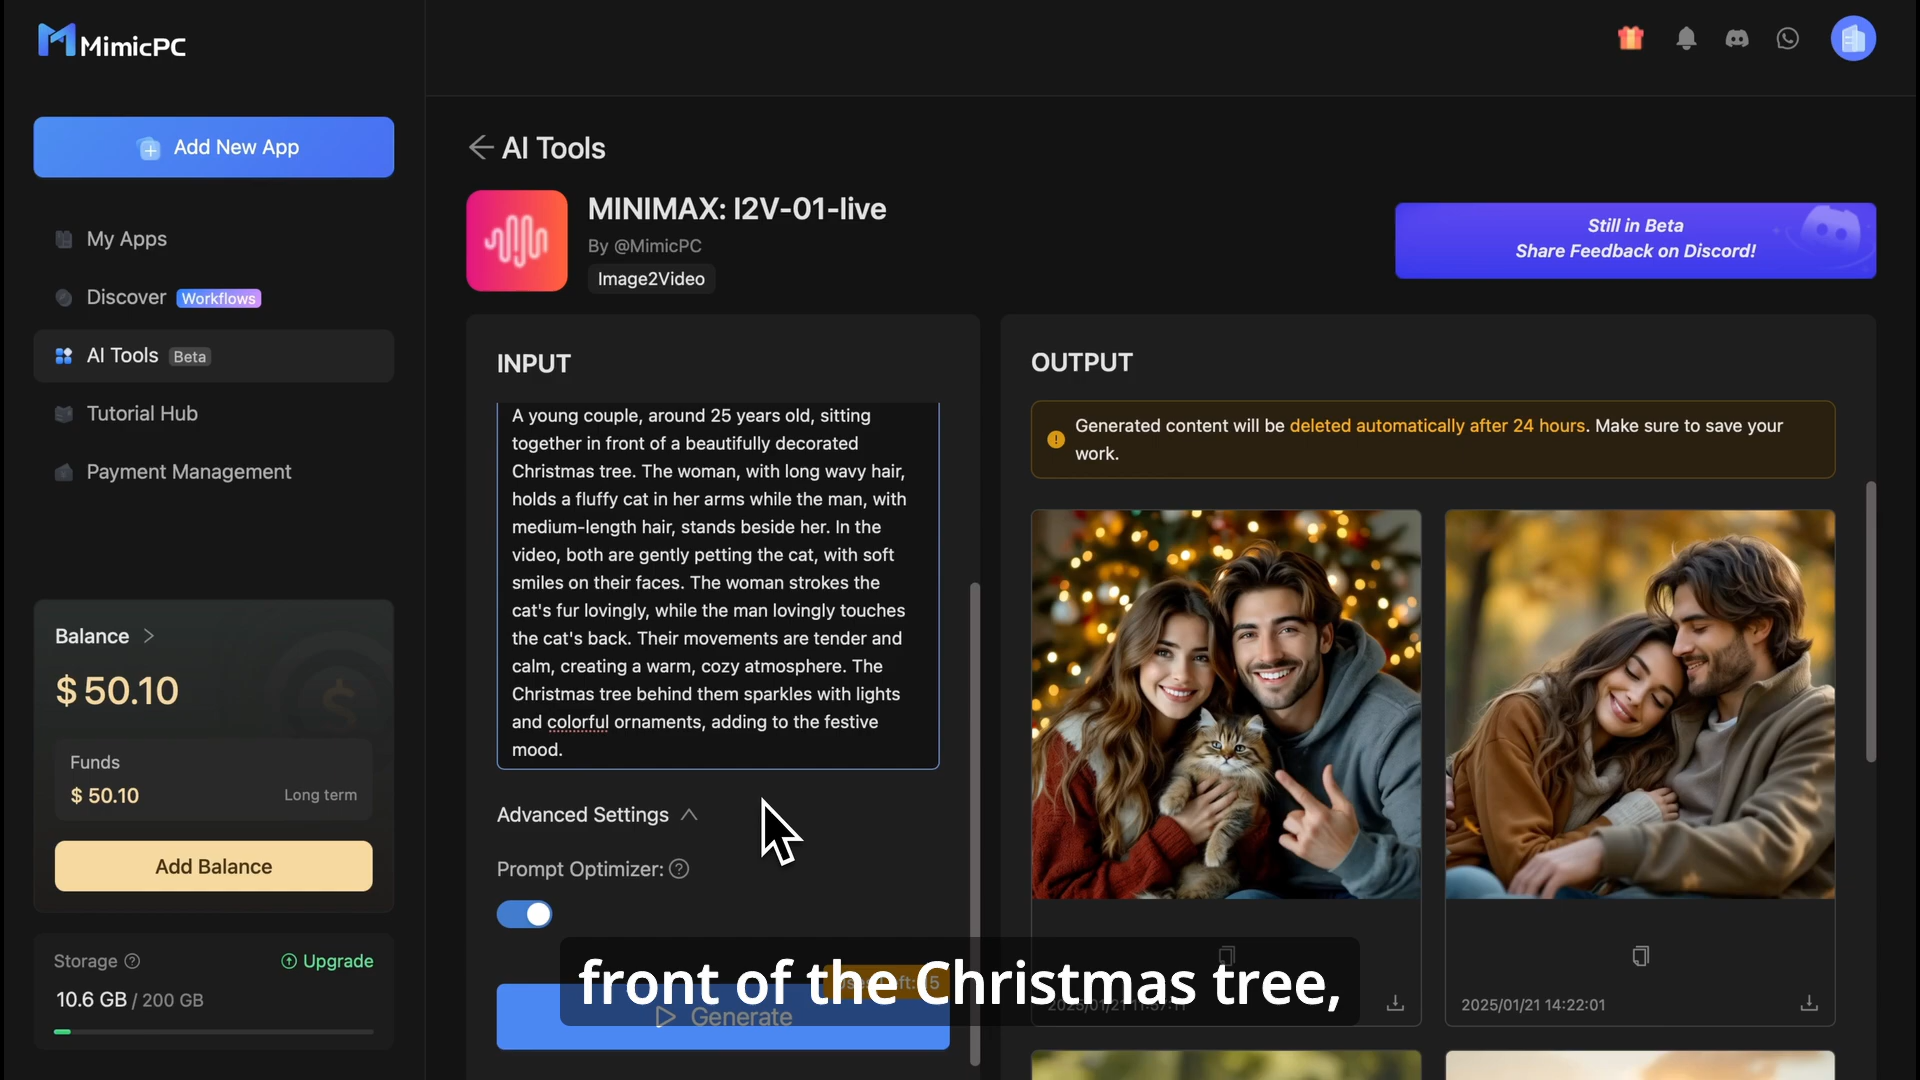 MimicPC
Add New App
My Apps
Discover Workflows
AI Tools Beta
Tutorial Hub
Payment Management
Balance
$ 50.10
Funds
$ 50.10 Long term
Add Balance
Storage Upgrade
10.6 GB / 200 GB
AI Tools
MINIMAX: I2V-01-live
By @MimicPC
Image2Video
Still in Beta
Share Feedback on Discord!
INPUT
A young couple, around 25 years old, sitting
together in front of a beautifully decorated
Christmas tree. The woman, with long wavy hair,
holds a fluffy cat in her arms while the man, with
medium-length hair, stands beside her. In the
video, both are gently petting the cat, with soft
smiles on their faces. The woman strokes the
cat's fur lovingly, while the man lovingly touches
the cat's back. Their movements are tender and
calm, creating a warm, cozy atmosphere. The
Christmas tree behind them sparkles with lights
and colorful ornaments, adding to the festive
mood.
Advanced Settings
Prompt Optimizer:
Generate
OUTPUT
Generated content will be deleted automatically after 24 hours. Make sure to save your
work.
2025/01/21 14:22:01
front of the Christmas tree,